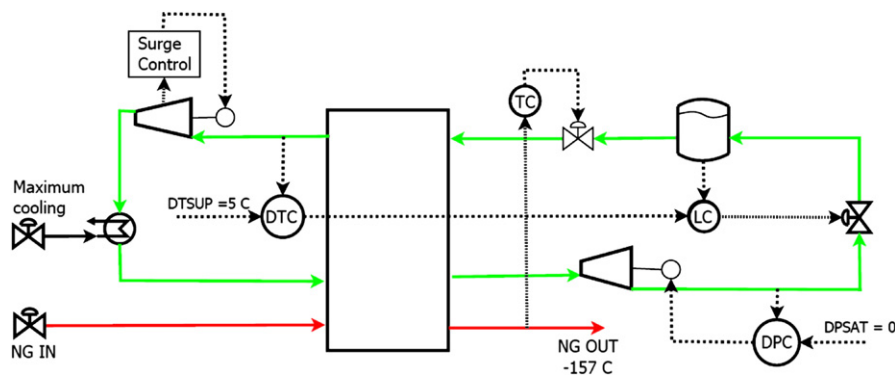 Surge
Control
TC
Maximum
cooling
DTSUP =5 C
DTC
LC
NG IN
NG OUT
-157 C
DPSAT = 0
DPC